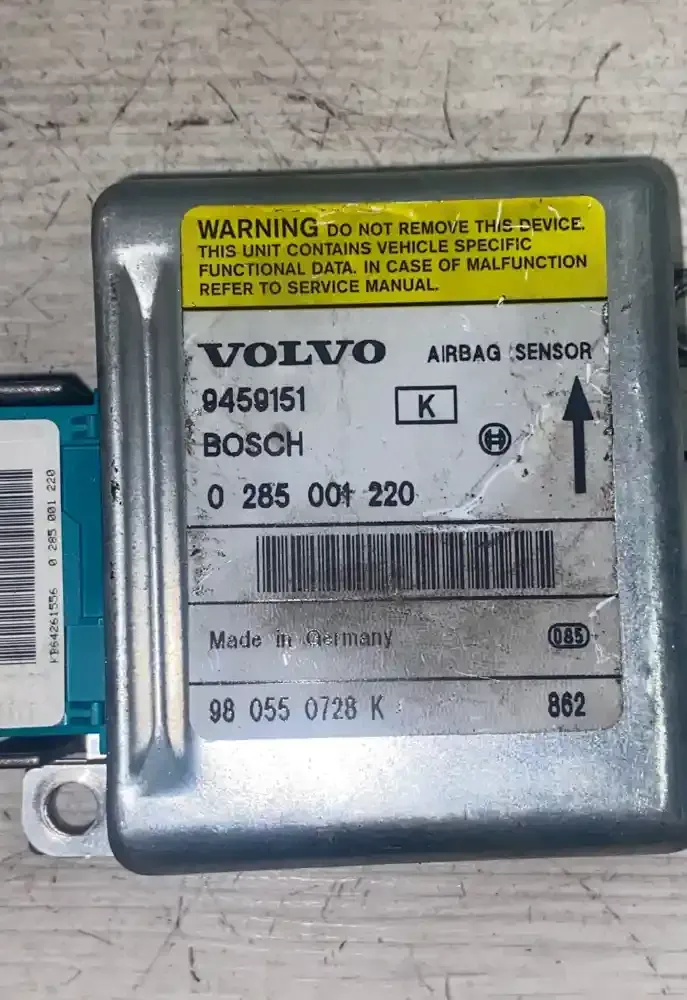 WARNING DO NOT REMOVE THIS DEVICE.
THIS UNIT CONTAINS VEHICLE SPECIFIC
FUNCTIONAL DATA. IN CASE OF MALFUNCTION
REFER TO SERVICE MANUAL.
VOLVO AIRBAG SENSOR
9459151 K
BOSCH
0 285 001 220
Made in Germany 085
98 055 0728 K 862
KB64261556 0 285 001 220